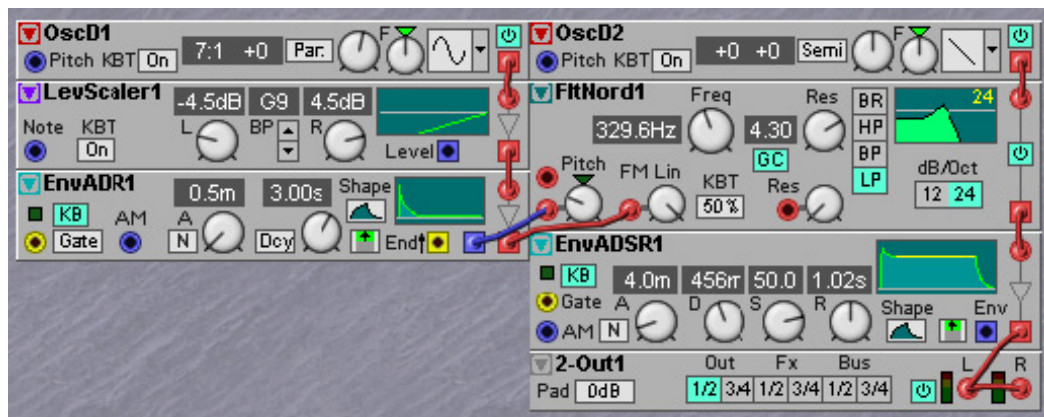 OscD1
F
Pitch KBT On 7:1 +0 Par.
LevScaler1
-4.5dB G9 4.5dB
Note KBT L BP R
On Level
EnvADR1
0.5m 3.00s Shape
KB AM A
Gate N Dcy End
OscD2
F
Pitch KBT On +0 +0 Semi
FltNord1 Freq Res BR 24
329.6Hz 4.30 HP
Pitch FM Lin GC BP
KBT Res LP dB/Oct
50% 12 24
EnvADSR1
KB 4.0m 456m 50.0 1.02s
Gate A D S R Shape Env
AM N
2-Out1 Out Fx Bus L R
Pad 0dB 1/2 3/4 1/2 3/4 1/2 3/4